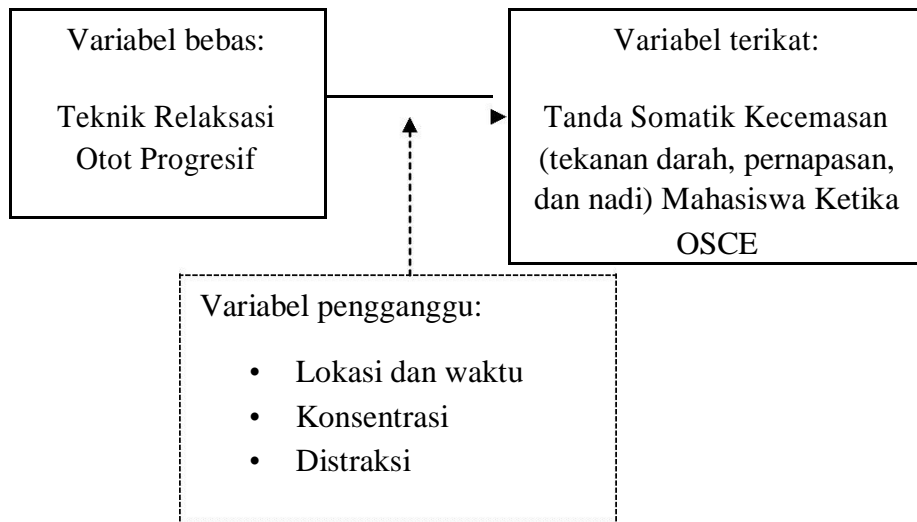 Variabel bebas:
Teknik Relaksasi
Otot Progresif
Variabel terikat:
Tanda Somatik Kecemasan
(tekanan darah, pernapasan,
dan nadi) Mahasiswa Ketika
OSCE
Variabel pengganggu:
• Lokasi dan waktu
• Konsentrasi
• Distraksi